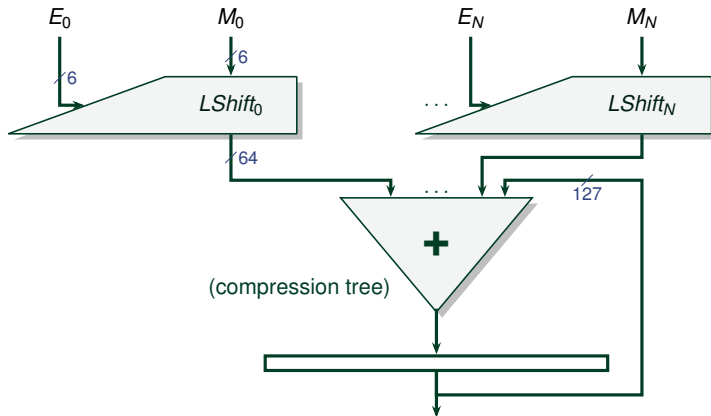 E0 M0 EN MN
6 6
LShift0 ... LShiftN
64
... 127
+
(compression tree)